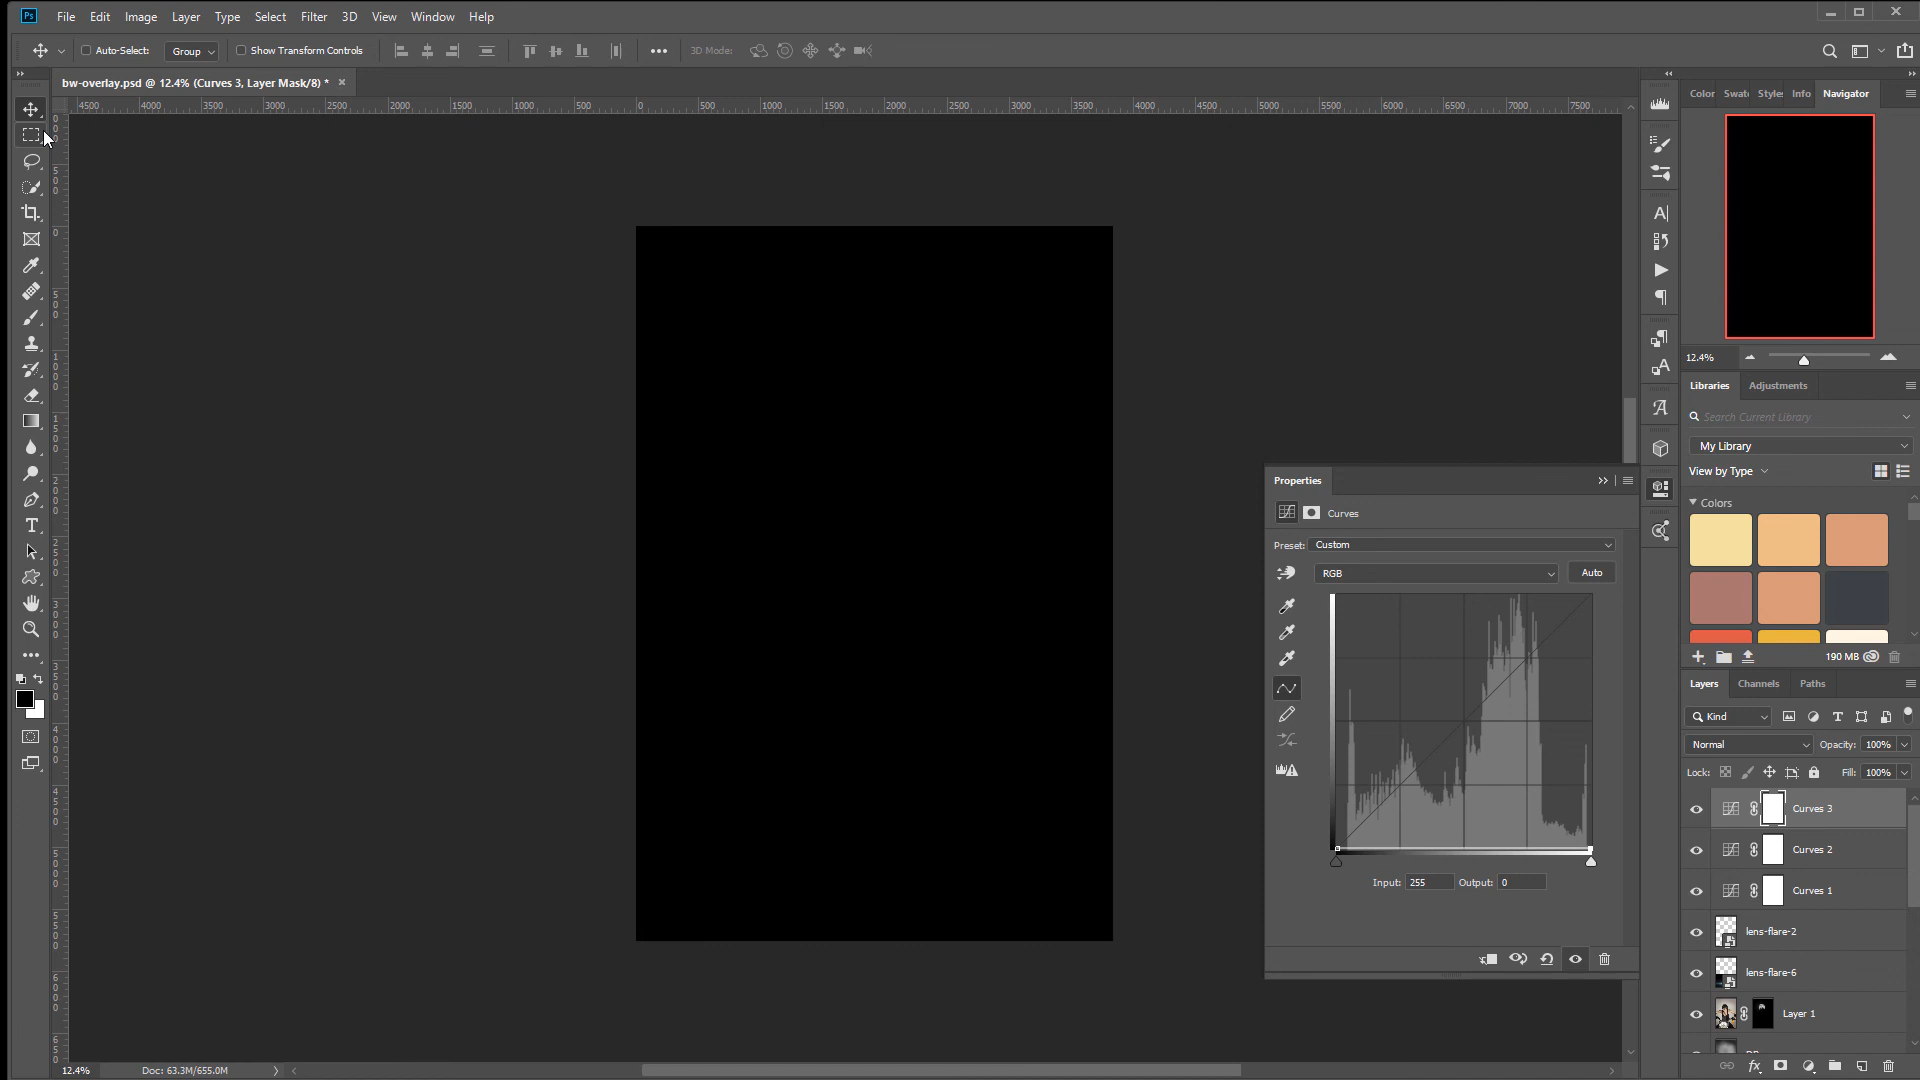 Ps File Edit Image Layer Type Select Filter 3D View Window Help
Auto-Select: Group Show Transform Controls 3D Mode:
bw-overlay.psd @ 12.4% (Curves 3, Layer Mask/8) *
4500 4000 3500 3000 2500 2000 1500 1000 500 0 500 1000 1500 2000 2500 3000 3500 4000 4500 5000 5500 6000 6500 7000 7500
Color Swatc Styles Info Navigator
12.4%
Libraries Adjustments
Search Current Library
My Library
View by Type
Colors
190 MB
Properties
Curves
Preset: Custom
RGB Auto
Input: 255 Output: 0
Layers Channels Paths
Kind
Normal Opacity: 100%
Lock: Fill: 100%
Curves 3
Curves 2
Curves 1
lens-flare-2
lens-flare-6
Layer 1
12.4% Doc: 63.3M/655.0M